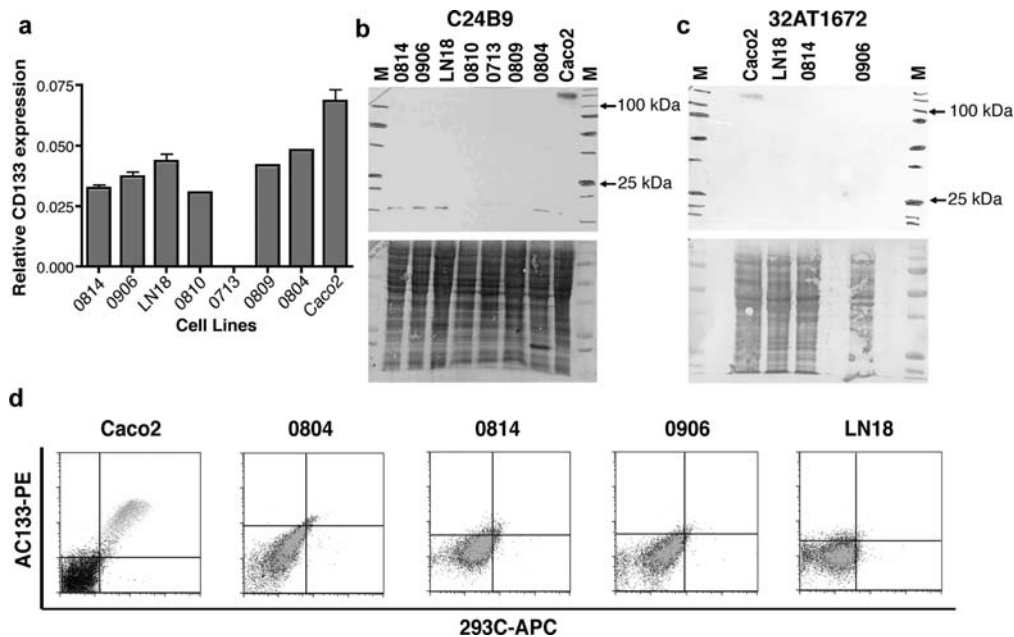 a
Relative CD133 expression
0.075
0.050
0.025
0.000
0814
0906
LN18
0810
0713
0809
0804
Caco2
Cell Lines
b
C24B9
M
0814
0906
LN18
0810
0713
0809
0804
Caco2
M
100 kDa
25 kDa
c
32AT1672
M
Caco2
LN18
0814
0906
M
100 kDa
25 kDa
d
Caco2
0804
0814
0906
LN18
AC133-PE
293C-APC